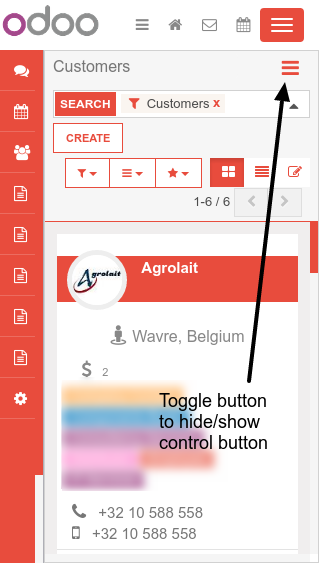 odoo
Customers
SEARCH Customers x
CREATE
1-6 / 6
Agrolait
Agrolait
Wavre, Belgium
$ 2
Toggle button
to hide/show
control button
+32 10 588 558
+32 10 588 558